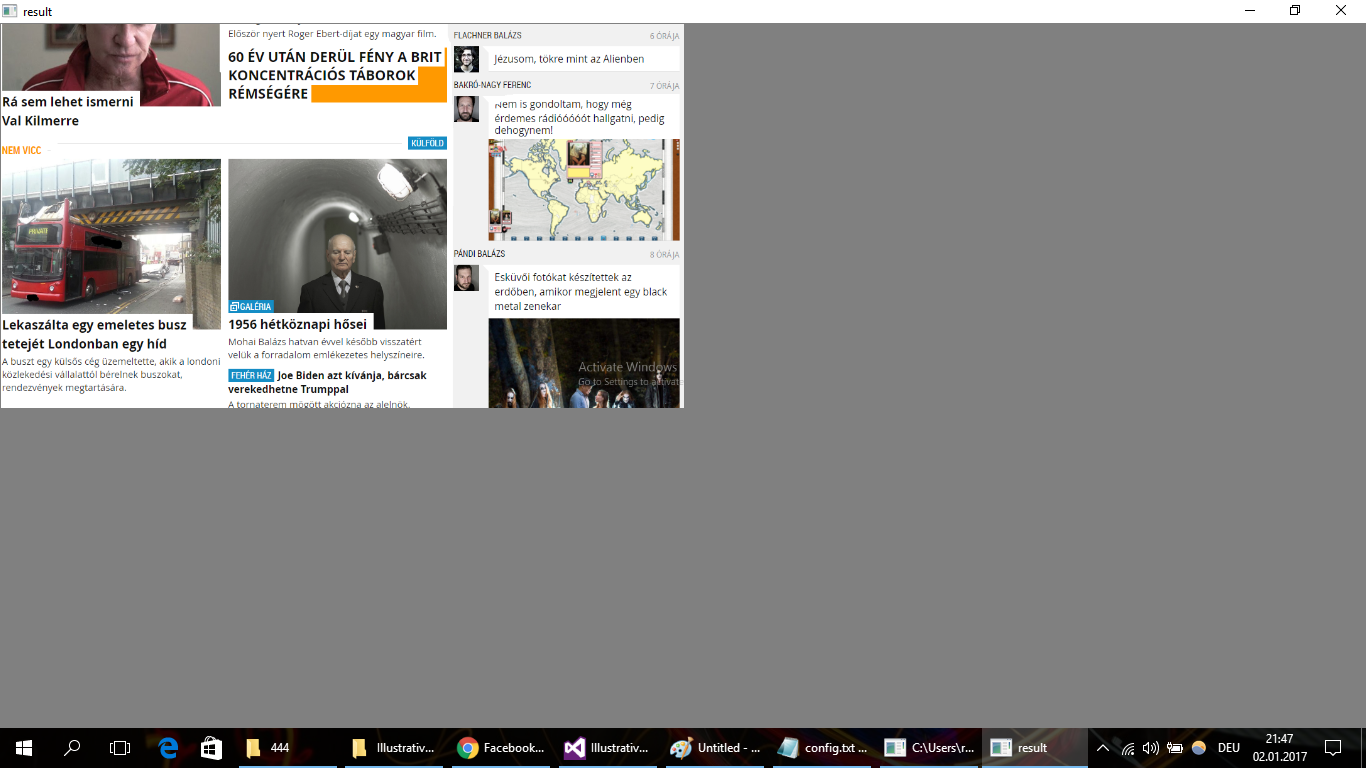 result
Először nyert Roger Ebert-díjat egy magyar film.
60 ÉV UTÁN DERÜL FÉNY A BRIT
KONCENTRÁCIÓS TÁBOROK
RÉMSÉGÉRE
Rá sem lehet ismerni
Val Kilmerre
NEM VICC
PRIVATE
Lekaszálta egy emeletes busz
tetejét Londonban egy híd
A buszt egy külsős cég üzemeltette, akik a londoni
közlekedési vállalattól bérelnek buszokat,
rendezvények megtartására.
KÜLFÖLD
GALÉRIA
1956 hétköznapi hősei
Mohai Balázs hatvan évvel később visszatért
velük a forradalom emlékezetes helyszíneire.
FEHÉR HÁZ Joe Biden azt kívánja, bárcsak
verekedhetne Trumppal
A tornaterem mögött akciózna az alelnök.
FLACHNER BALÁZS 6 ÓRÁJA
Jézusom, tökre mint az Alienben
BAKRÓ-NAGY FERENC 7 ÓRÁJA
Nem is gondoltam, hogy még
érdemes rádióóóóót hallgatni, pedig
dehogynem!
PÁNDI BALÁZS 8 ÓRÁJA
Esküvői fotókat készítettek az
erdőben, amikor megjelent egy black
metal zenekar
Activate Windows
Go to Settings to activate
444
Illustrativ...
Facebook...
Illustrativ...
Untitled - ...
config.txt ...
C:\Users\r...
result
DEU
21:47
02.01.2017